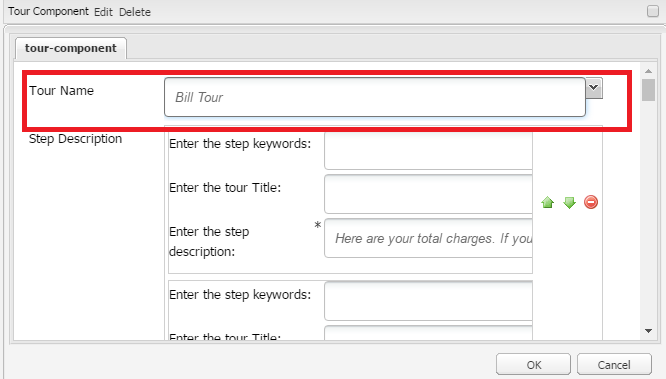 Tour Component Edit Delete
tour-component
Tour Name
Bill Tour
Step Description
Enter the step keywords:
Enter the tour Title:
Enter the step
description:
*
Here are your total charges. If you
Enter the step keywords:
Enter the tour Title:
OK
Cancel